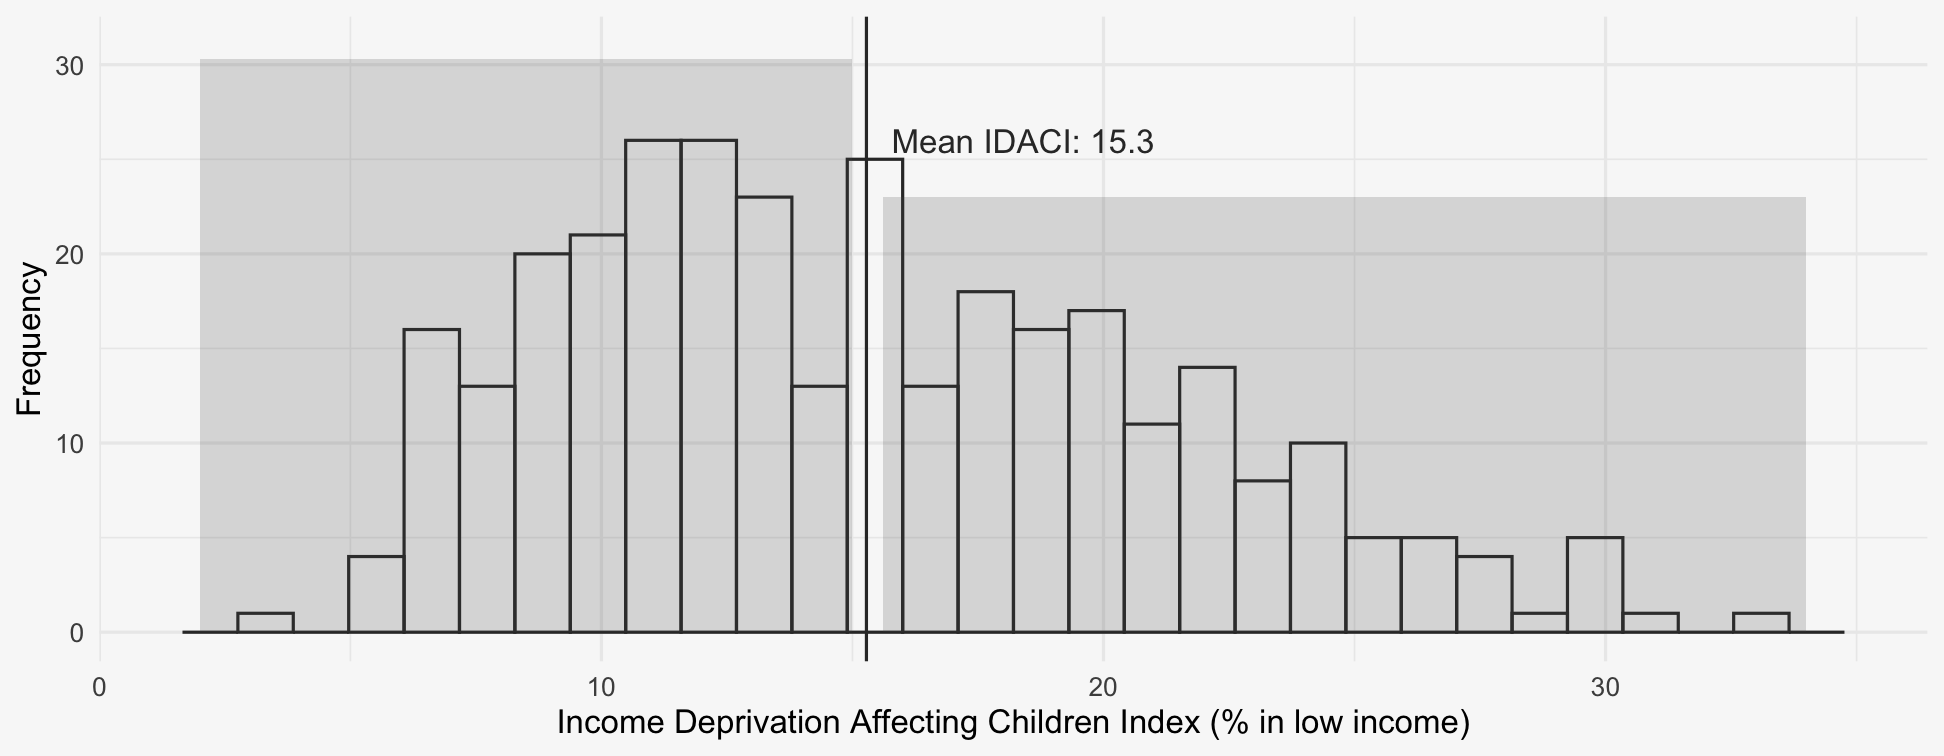 30
20
10
0
Frequency
Mean IDACI: 15.3
0 10 20 30
Income Deprivation Affecting Children Index (% in low income)